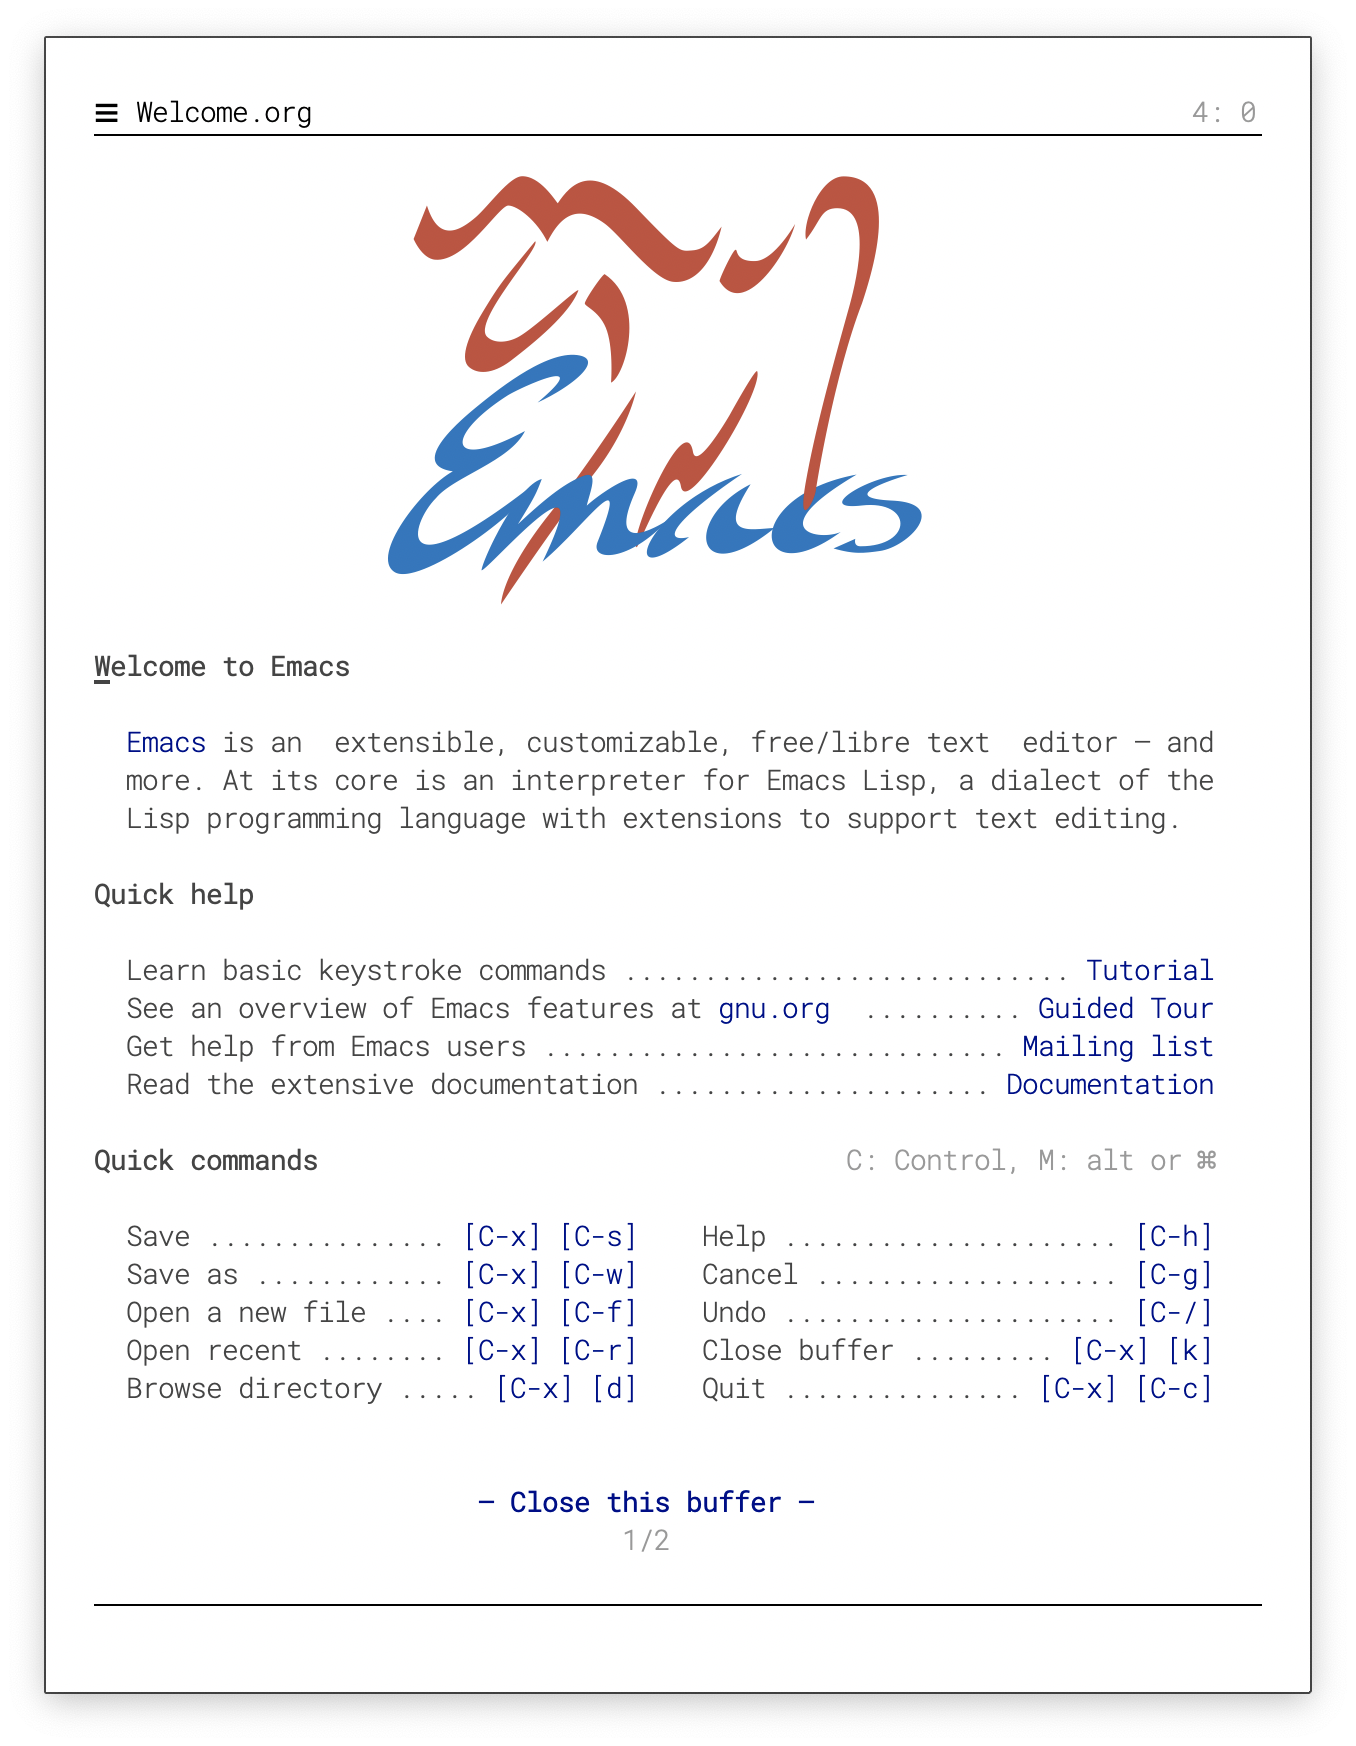 ≡ Welcome.org 4: 0
Emacs
Welcome to Emacs
Emacs is an  extensible, customizable, free/libre text  editor — and
more. At its core is an interpreter for Emacs Lisp, a dialect of the
Lisp programming language with extensions to support text editing.
Quick help
Learn basic keystroke commands ............................ Tutorial
See an overview of Emacs features at gnu.org  .......... Guided Tour
Get help from Emacs users ............................. Mailing list
Read the extensive documentation ..................... Documentation
Quick commands C: Control, M: alt or ⌘
Save ............... [C-x] [C-s] Help ..................... [C-h]
Save as ............ [C-x] [C-w] Cancel ................... [C-g]
Open a new file .... [C-x] [C-f] Undo ..................... [C-/]
Open recent ........ [C-x] [C-r] Close buffer ......... [C-x] [k]
Browse directory ..... [C-x] [d] Quit ............... [C-x] [C-c]
— Close this buffer —
1/2